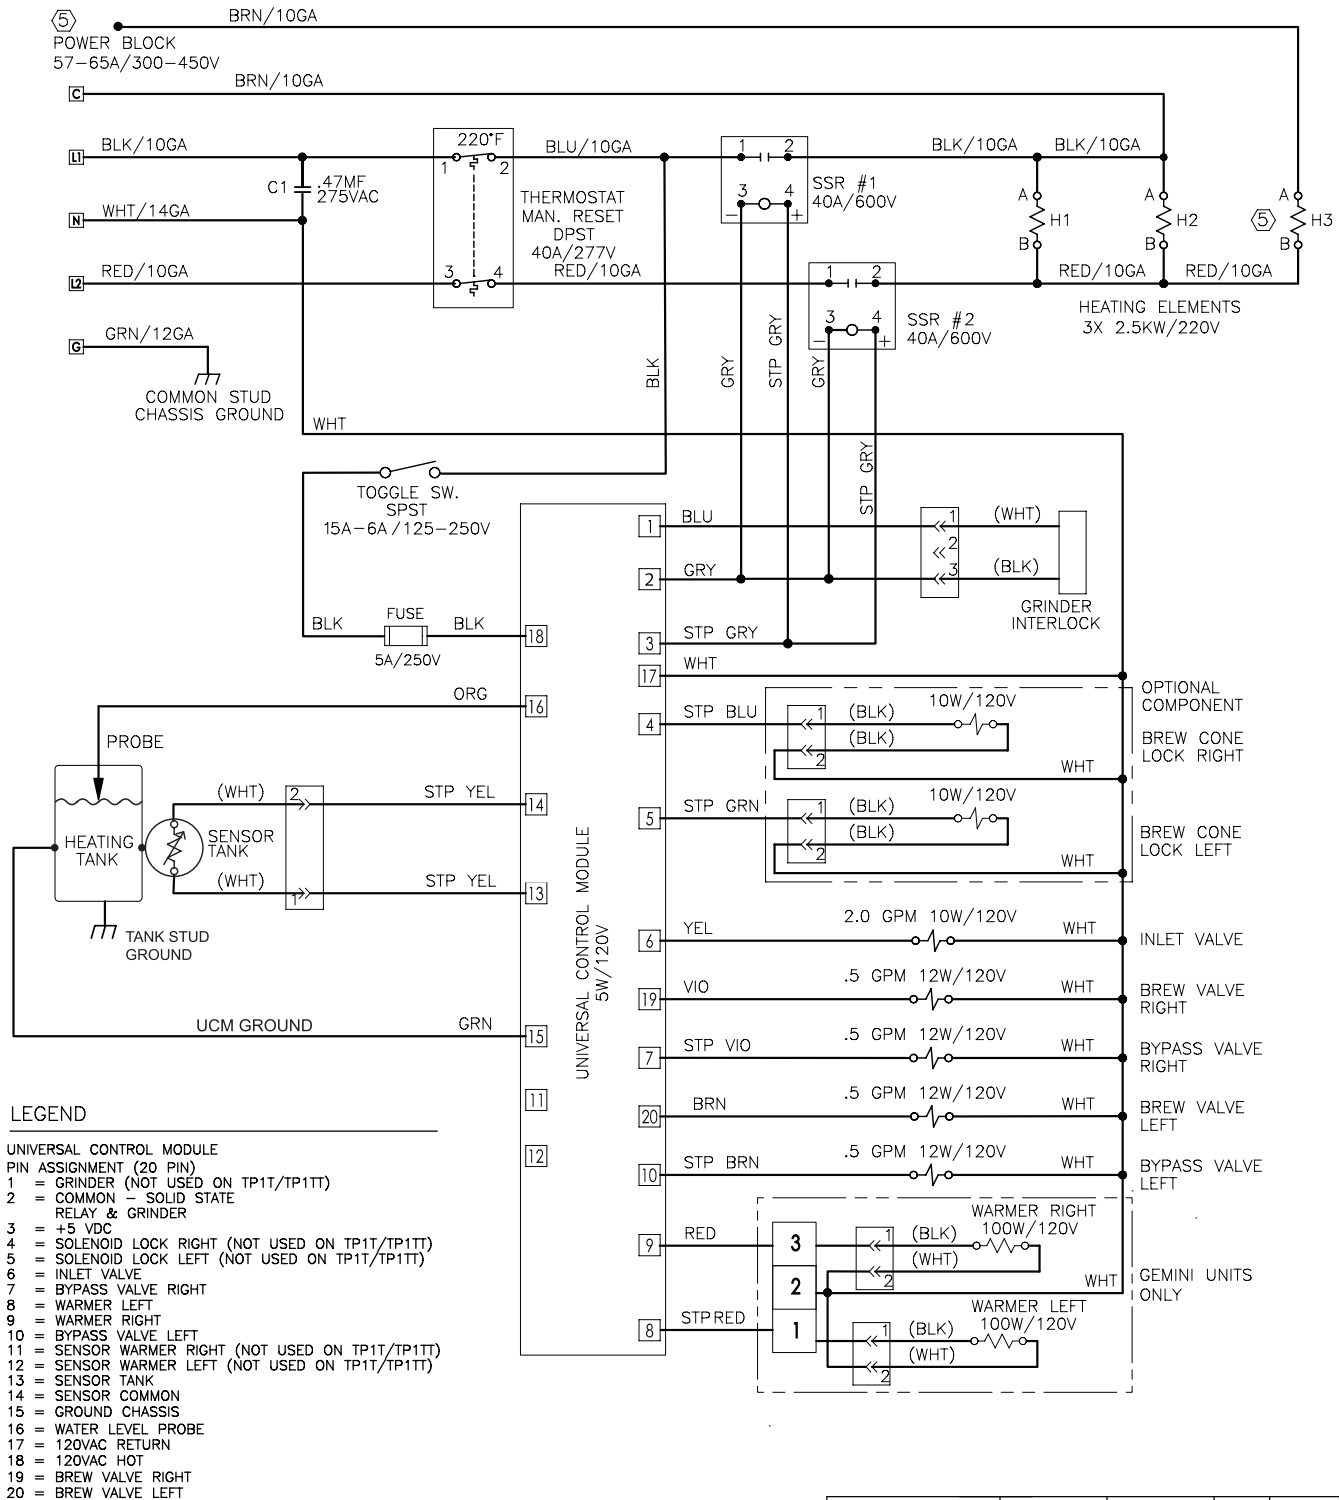 5
BRN/10GA
POWER BLOCK
57-65A/300-450V
BRN/10GA
C
L1
BLK/10GA
220°F
1
2
BLU/10GA
1
2
BLK/10GA
BLK/10GA
C1
.47MF
275VAC
THERMOSTAT
MAN. RESET
DPST
40A/277V
3
4
-
+
SSR #1
40A/600V
A
B
H1
A
B
H2
5
A
B
H3
N
WHT/14GA
L2
RED/10GA
3
4
RED/10GA
1
2
RED/10GA
RED/10GA
HEATING ELEMENTS
3X 2.5KW/220V
3
4
-
+
SSR #2
40A/600V
G
GRN/12GA
COMMON STUD
CHASSIS GROUND
BLK
GRY
STP GRY
GRY
STP GRY
WHT
TOGGLE SW.
SPST
15A-6A/125-250V
1
BLU
1
(WHT)
2
2
GRY
3
(BLK)
GRINDER
INTERLOCK
BLK
FUSE
5A/250V
BLK
18
3
STP GRY
17
WHT
ORG
16
PROBE
4
STP BLU
1
(BLK)
10W/120V
(BLK)
2
WHT
OPTIONAL
COMPONENT
BREW CONE
LOCK RIGHT
HEATING
TANK
SENSOR
TANK
(WHT)
2
STP YEL
14
(WHT)
1
STP YEL
13
5
STP GRN
1
(BLK)
10W/120V
(BLK)
2
WHT
BREW CONE
LOCK LEFT
TANK STUD
GROUND
UNIVERSAL CONTROL MODULE
5W/120V
6
YEL
2.0 GPM 10W/120V
WHT
INLET VALVE
19
VIO
.5 GPM 12W/120V
WHT
BREW VALVE
RIGHT
UCM GROUND
GRN
15
7
STP VIO
.5 GPM 12W/120V
WHT
BYPASS VALVE
RIGHT
11
20
BRN
.5 GPM 12W/120V
WHT
BREW VALVE
LEFT
12
10
STP BRN
.5 GPM 12W/120V
WHT
BYPASS VALVE
LEFT
9
RED
3
1
(BLK)
WARMER RIGHT
100W/120V
(WHT)
2
2
WHT
GEMINI UNITS
ONLY
8
STP RED
1
1
(BLK)
WARMER LEFT
100W/120V
(WHT)
2
LEGEND
UNIVERSAL CONTROL MODULE
PIN ASSIGNMENT (20 PIN)
1 = GRINDER (NOT USED ON TP1T/TP1TT)
2 = COMMON - SOLID STATE
RELAY & GRINDER
3 = +5 VDC
4 = SOLENOID LOCK RIGHT (NOT USED ON TP1T/TP1TT)
5 = SOLENOID LOCK LEFT (NOT USED ON TP1T/TP1TT)
6 = INLET VALVE
7 = BYPASS VALVE RIGHT
8 = WARMER LEFT
9 = WARMER RIGHT
10 = BYPASS VALVE LEFT
11 = SENSOR WARMER RIGHT (NOT USED ON TP1T/TP1TT)
12 = SENSOR WARMER LEFT (NOT USED ON TP1T/TP1TT)
13 = SENSOR TANK
14 = SENSOR COMMON
15 = GROUND CHASSIS
16 = WATER LEVEL PROBE
17 = 120VAC RETURN
18 = 120VAC HOT
19 = BREW VALVE RIGHT
20 = BREW VALVE LEFT